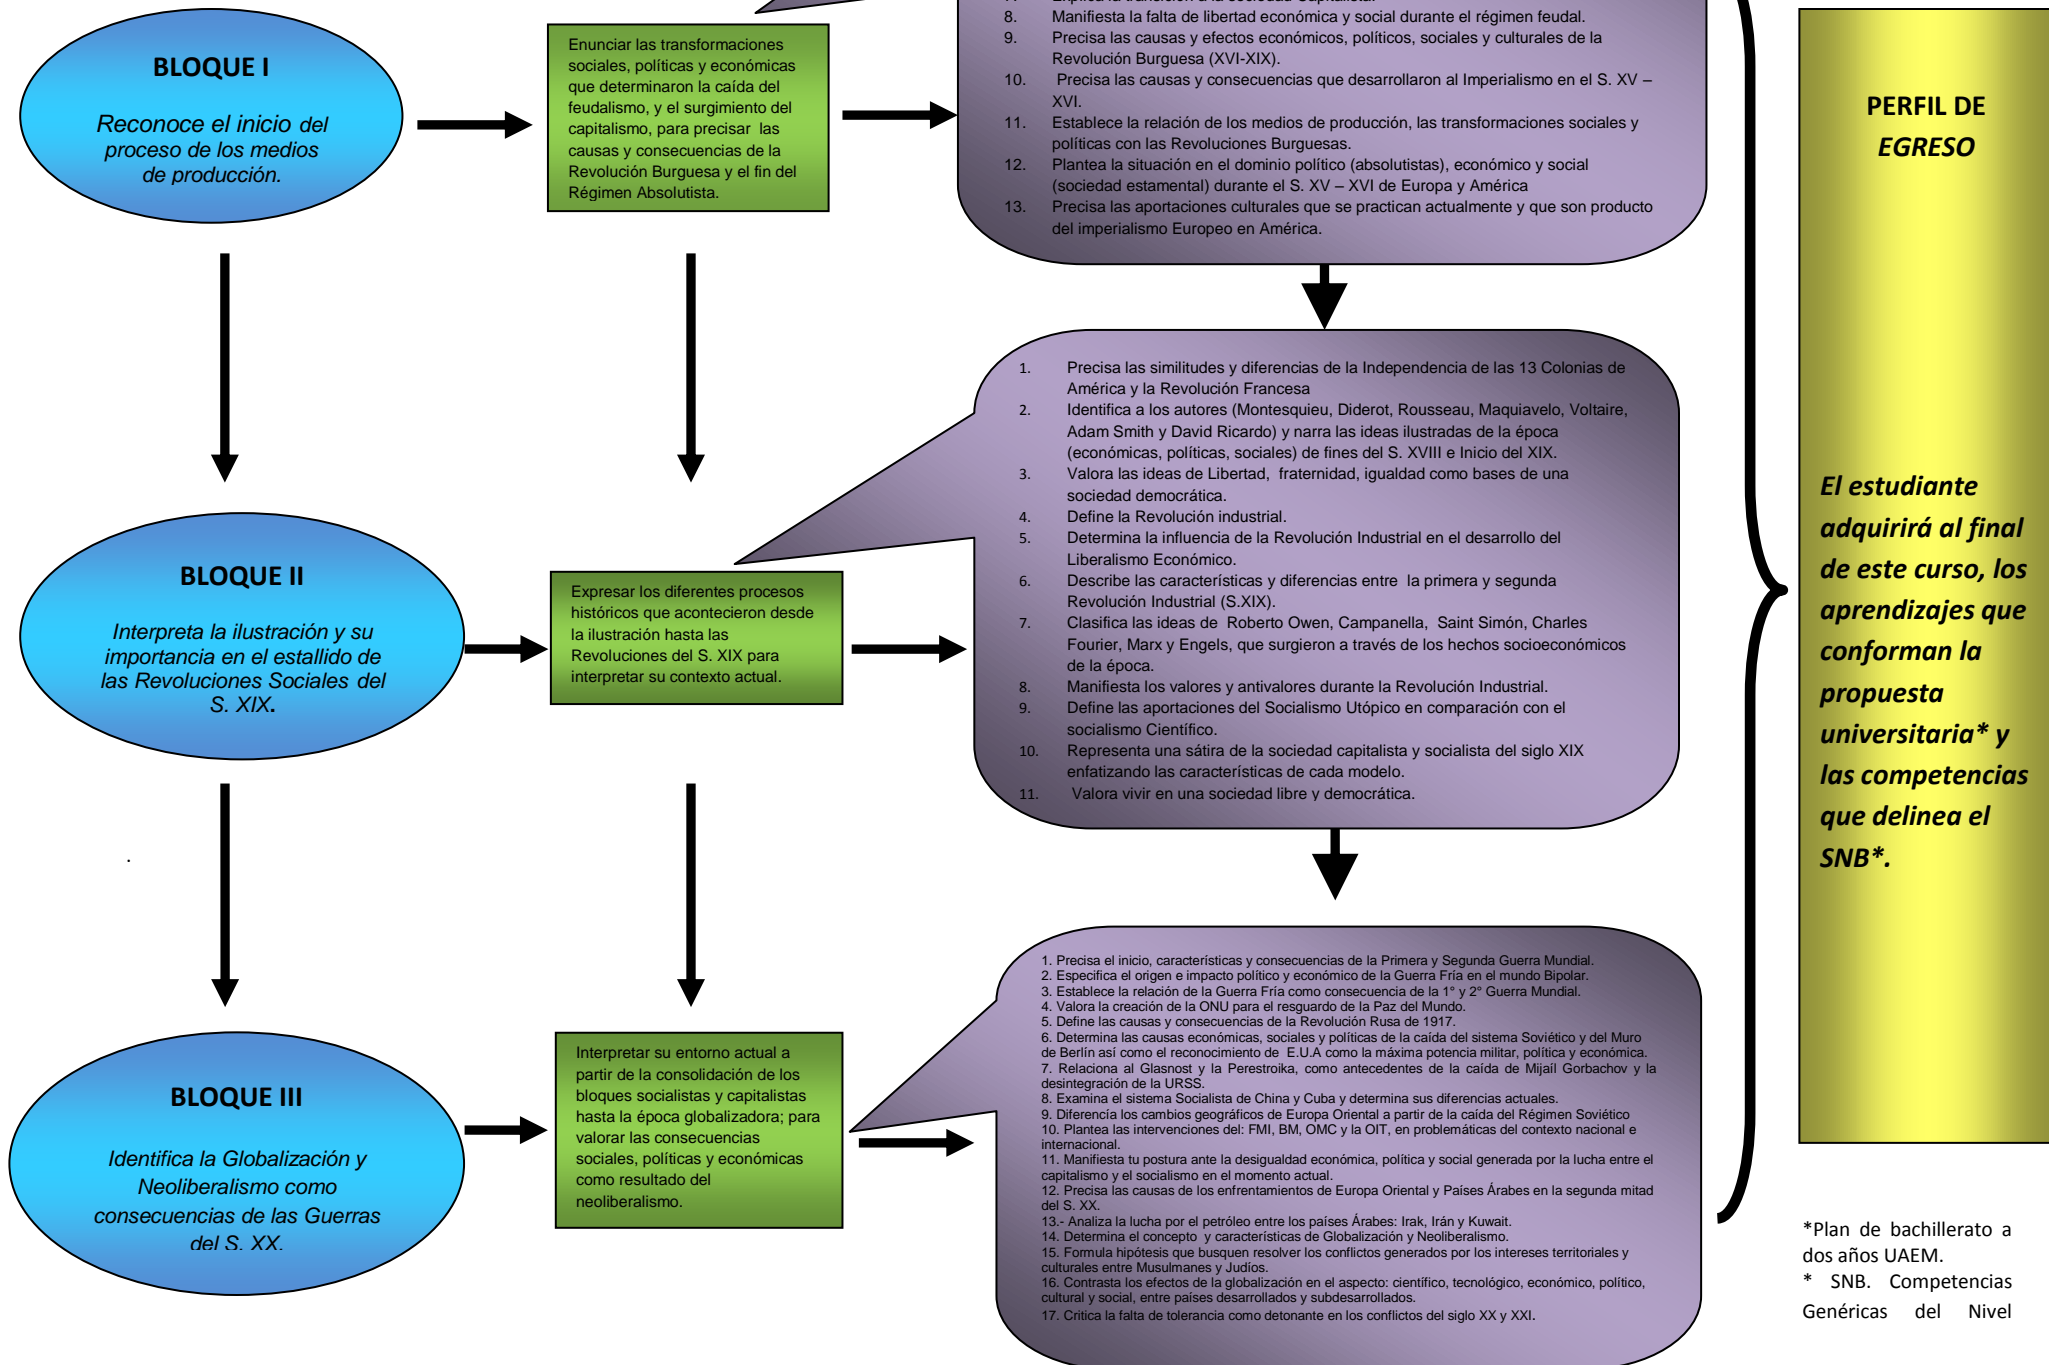 BLOQUE I
Reconoce el inicio del
proceso de los medios
de producción.
Enunciar las transformaciones
sociales, políticas y económicas
que determinaron la caída del
feudalismo, y el surgimiento del
capitalismo, para precisar las
causas y consecuencias de la
Revolución Burguesa y el fin del
Régimen Absolutista.
8. Manifiesta la falta de libertad económica y social durante el régimen feudal.
9. Precisa las causas y efectos económicos, políticos, sociales y culturales de la
Revolución Burguesa (XVI-XIX).
10. Precisa las causas y consecuencias que desarrollaron al Imperialismo en el S. XV –
XVI.
11. Establece la relación de los medios de producción, las transformaciones sociales y
políticas con las Revoluciones Burguesas.
12. Plantea la situación en el dominio político (absolutistas), económico y social
(sociedad estamental) durante el S. XV – XVI de Europa y América
13. Precisa las aportaciones culturales que se practican actualmente y que son producto
del imperialismo Europeo en América.
BLOQUE II
Interpreta la ilustración y su
importancia en el estallido de
las Revoluciones Sociales del
S. XIX.
Expresar los diferentes procesos
históricos que acontecieron desde
la ilustración hasta las
Revoluciones del S. XIX para
interpretar su contexto actual.
1. Precisa las similitudes y diferencias de la Independencia de las 13 Colonias de
América y la Revolución Francesa
2. Identifica a los autores (Montesquieu, Diderot, Rousseau, Maquiavelo, Voltaire,
Adam Smith y David Ricardo) y narra las ideas ilustradas de la época
(económicas, políticas, sociales) de fines del S. XVIII e Inicio del XIX.
3. Valora las ideas de Libertad, fraternidad, igualdad como bases de una
sociedad democrática.
4. Define la Revolución industrial.
5. Determina la influencia de la Revolución Industrial en el desarrollo del
Liberalismo Económico.
6. Describe las características y diferencias entre la primera y segunda
Revolución Industrial (S.XIX).
7. Clasifica las ideas de Roberto Owen, Campanella, Saint Simón, Charles
Fourier, Marx y Engels, que surgieron a través de los hechos socioeconómicos
de la época.
8. Manifiesta los valores y antivalores durante la Revolución Industrial.
9. Define las aportaciones del Socialismo Utópico en comparación con el
socialismo Científico.
10. Representa una sátira de la sociedad capitalista y socialista del siglo XIX
enfatizando las características de cada modelo.
11. Valora vivir en una sociedad libre y democrática.
.
BLOQUE III
Identifica la Globalización y
Neoliberalismo como
consecuencias de las Guerras
del S. XX.
Interpretar su entorno actual a
partir de la consolidación de los
bloques socialistas y capitalistas
hasta la época globalizadora; para
valorar las consecuencias
sociales, políticas y económicas
como resultado del
neoliberalismo.
1. Precisa el inicio, características y consecuencias de la Primera y Segunda Guerra Mundial.
2. Especifica el origen e impacto político y económico de la Guerra Fría en el mundo Bipolar.
3. Establece la relación de la Guerra Fría como consecuencia de la 1° y 2° Guerra Mundial.
4. Valora la creación de la ONU para el resguardo de la Paz del Mundo.
5. Define las causas y consecuencias de la Revolución Rusa de 1917.
6. Determina las causas económicas, sociales y políticas de la caída del sistema Soviético y del Muro
de Berlín así como el reconocimiento de E.U.A como la máxima potencia militar, política y económica.
7. Relaciona al Glasnost y la Perestroika, como antecedentes de la caída de Mijaíl Gorbachov y la
desintegración de la URSS.
8. Examina el sistema Socialista de China y Cuba y determina sus diferencias actuales.
9. Diferencía los cambios geográficos de Europa Oriental a partir de la caída del Régimen Soviético
10. Plantea las intervenciones del: FMI, BM, OMC y la OIT, en problemáticas del contexto nacional e
internacional.
11. Manifiesta tu postura ante la desigualdad económica, política y social generada por la lucha entre el
capitalismo y el socialismo en el momento actual.
12. Precisa las causas de los enfrentamientos de Europa Oriental y Países Árabes en la segunda mitad
del S. XX.
13.- Analiza la lucha por el petróleo entre los países Árabes: Irak, Irán y Kuwait.
14. Determina el concepto y características de Globalización y Neoliberalismo.
15. Formula hipótesis que busquen resolver los conflictos generados por los intereses territoriales y
culturales entre Musulmanes y Judíos.
16. Contrasta los efectos de la globalización en el aspecto: científico, tecnológico, económico, político,
cultural y social, entre países desarrollados y subdesarrollados.
17. Critica la falta de tolerancia como detonante en los conflictos del siglo XX y XXI.
PERFIL DE
EGRESO
El estudiante
adquirirá al final
de este curso, los
aprendizajes que
conforman la
propuesta
universitaria* y
las competencias
que delinea el
SNB*.
*Plan de bachillerato a
dos años UAEM.
* SNB. Competencias
Genéricas del Nivel